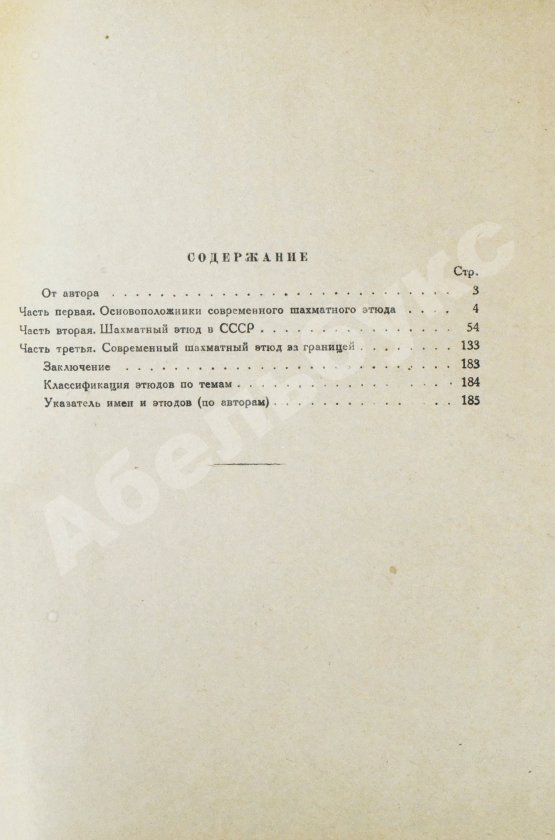 СОДЕРЖАНИЕ
Стр.
От автора . . . . . . . . . . . . . . . . . . . . . . . . . . . . 3
Часть первая. Основоположники современного шахматного этюда . . . . 4
Часть вторая. Шахматный этюд в СССР . . . . . . . . . . . . . . 54
Часть третья. Современный шахматный этюд за границей . . . . . . . 133
Заключение . . . . . . . . . . . . . . . . . . . . . . . . . . 183
Классификация этюдов по темам . . . . . . . . . . . . . . . . 184
Указатель имен и этюдов (по авторам) . . . . . . . . . . . . . 185
Абельбукс